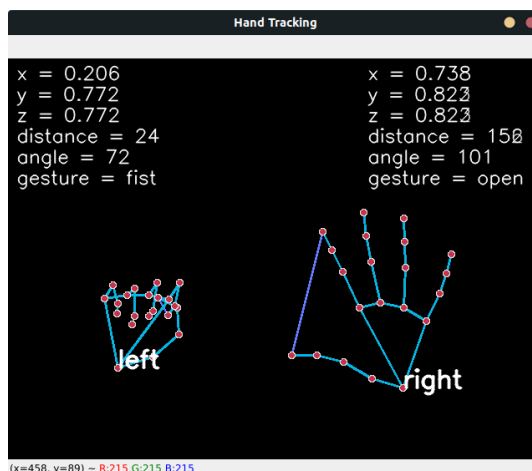 Hand Tracking
x = 0.206
y = 0.772
z = 0.772
distance = 24
angle = 72
gesture = fist
x = 0.738
y =
z =
distance =
angle = 101
gesture = open
left
right
(x=458, y=89) ~ R:215 G:215 B:215